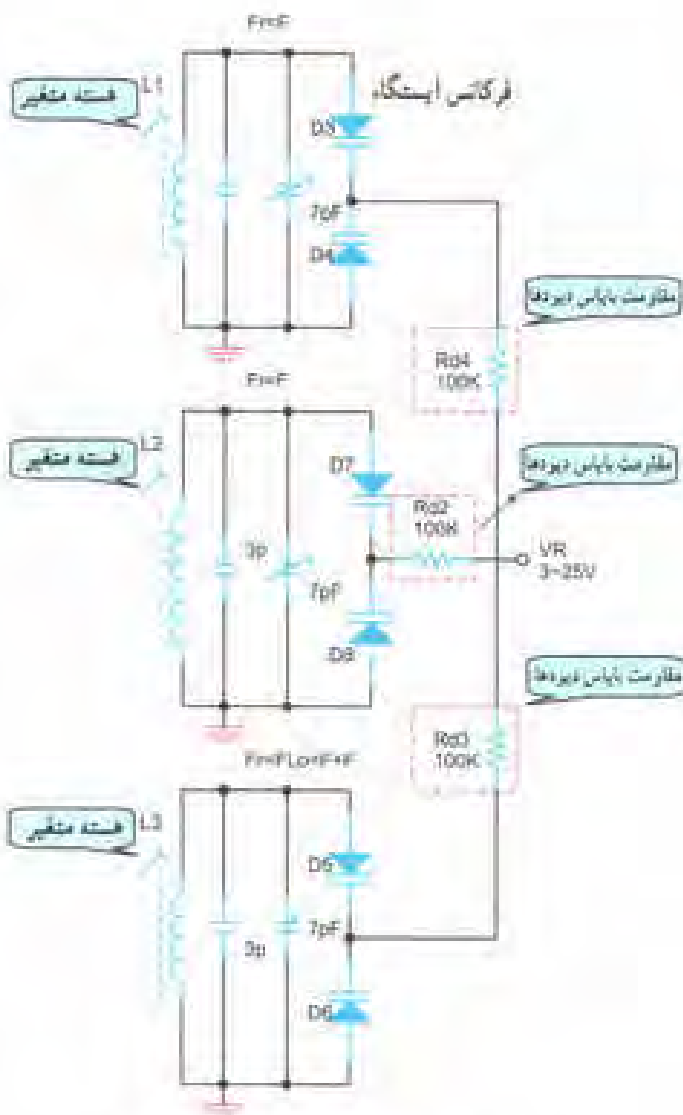 Fr=F
هسته متغیر
L1
فرکانس ایستگاه
D3
7pF
D4
مقاومت بایاس دیودها
Rd4
100K
Fr=F
هسته متغیر
L2
D7
مقاومت بایاس دیودها
Rd2
100K
3p
7pF
VR
3~25V
D8
مقاومت بایاس دیودها
Rd3
100K
هسته متغیر
L3
D5
7pF
3p
D6